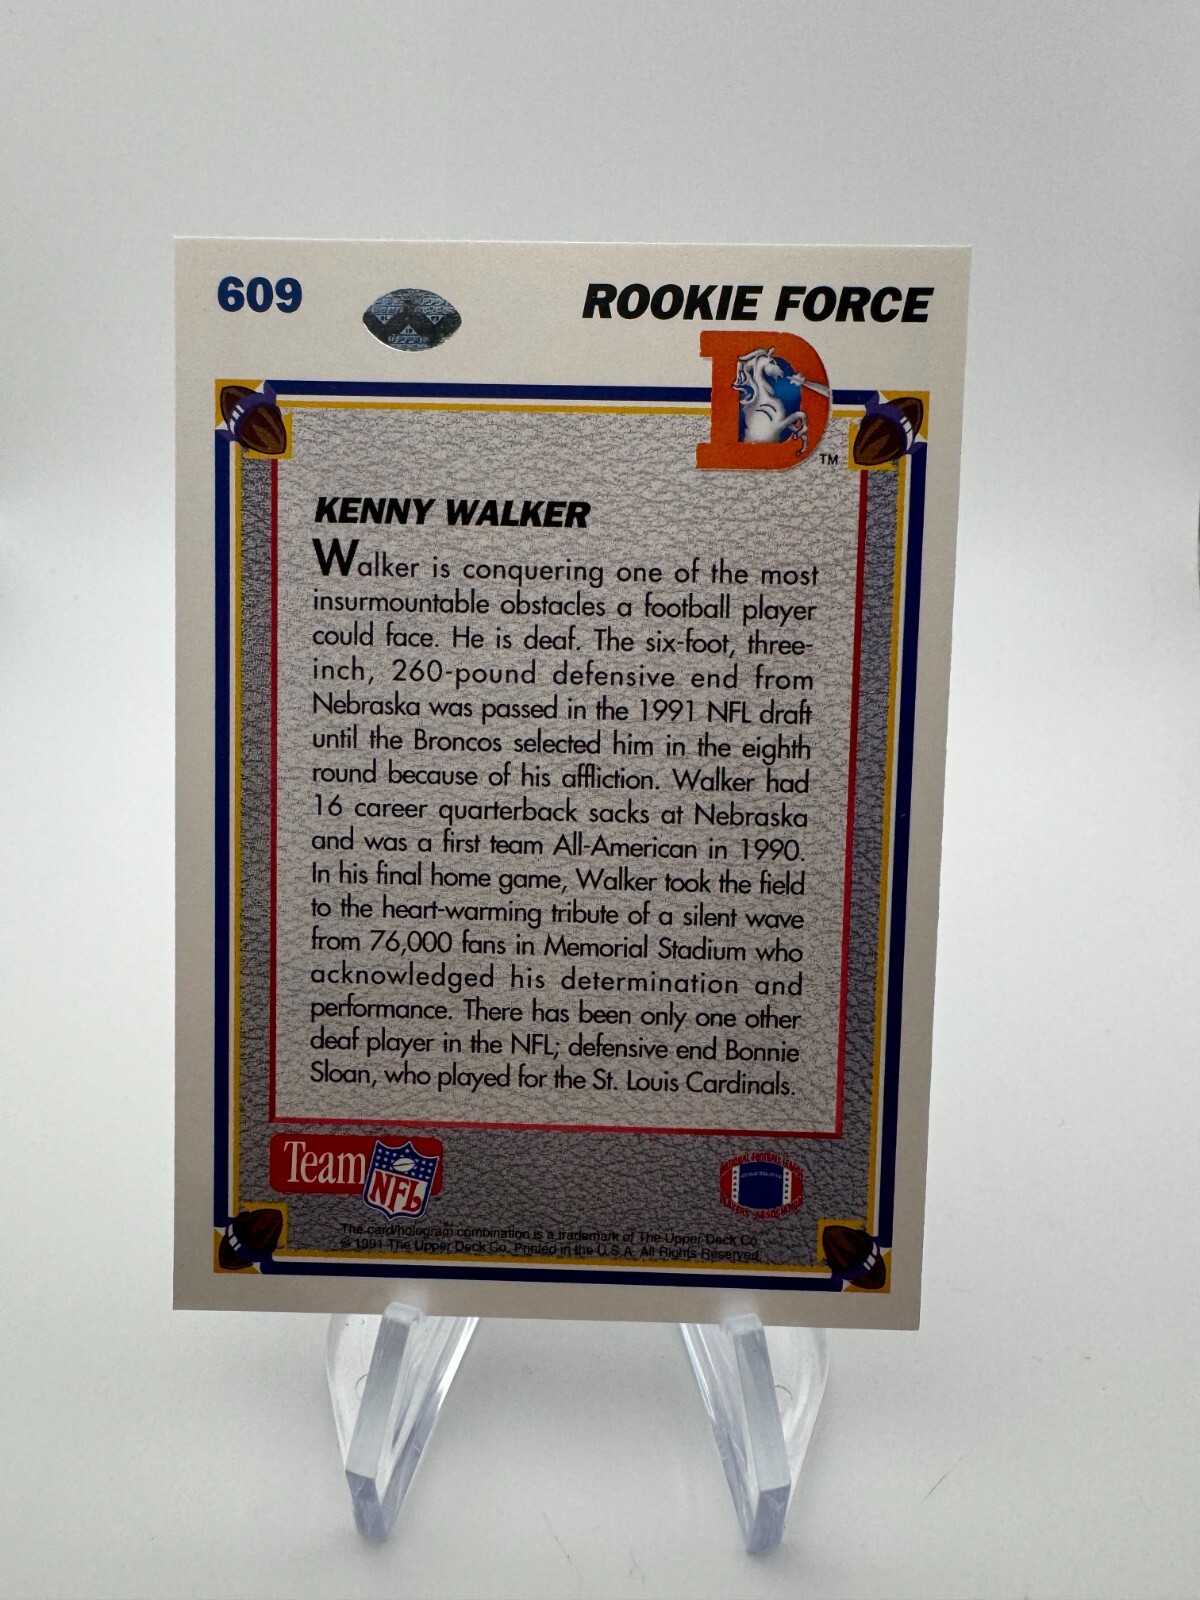 609
ROOKIE FORCE
D
TM
KENNY WALKER
Walker is conquering one of the most
insurmountable obstacles a football player
could face. He is deaf. The six-foot, three-
inch, 260-pound defensive end from
Nebraska was passed in the 1991 NFL draft
until the Broncos selected him in the eighth
round because of his affliction. Walker had
16 career quarterback sacks at Nebraska
and was a first team All-American in 1990.
In his final home game, Walker took the field
to the heart-warming tribute of a silent wave
from 76,000 fans in Memorial Stadium who
acknowledged his determination and
performance. There has been only one other
deaf player in the NFL; defensive end Bonnie
Sloan, who played for the St. Louis Cardinals.
Team NFL
NATIONAL FOOTBALL LEAGUE
PLAYERS ASSOCIATION
The card/hologram combination is a trademark of The Upper Deck Co.
© 1991 The Upper Deck Co. Printed in the U.S.A. All Rights Reserved.